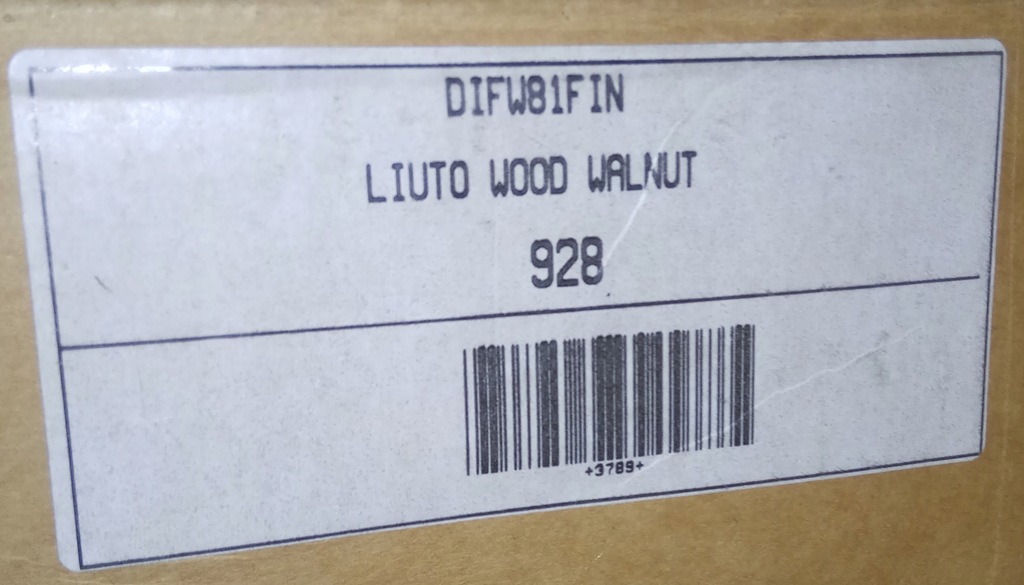 DIFW81FIN
LIUTO WOOD WALNUT
928
+3789+